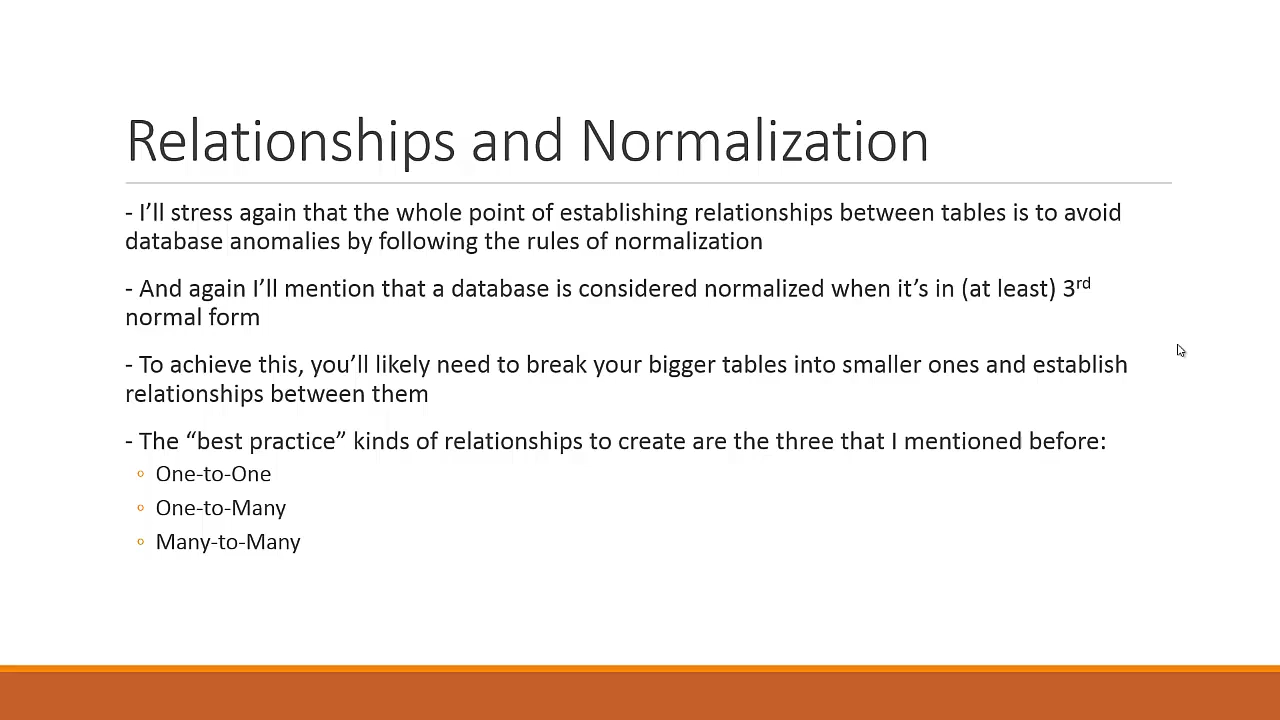 Relationships and Normalization
- I’ll stress again that the whole point of establishing relationships between tables is to avoid
database anomalies by following the rules of normalization
- And again I’ll mention that a database is considered normalized when it’s in (at least) 3rd
normal form
- To achieve this, you’ll likely need to break your bigger tables into smaller ones and establish
relationships between them
- The “best practice” kinds of relationships to create are the three that I mentioned before:
◦ One-to-One
◦ One-to-Many
◦ Many-to-Many